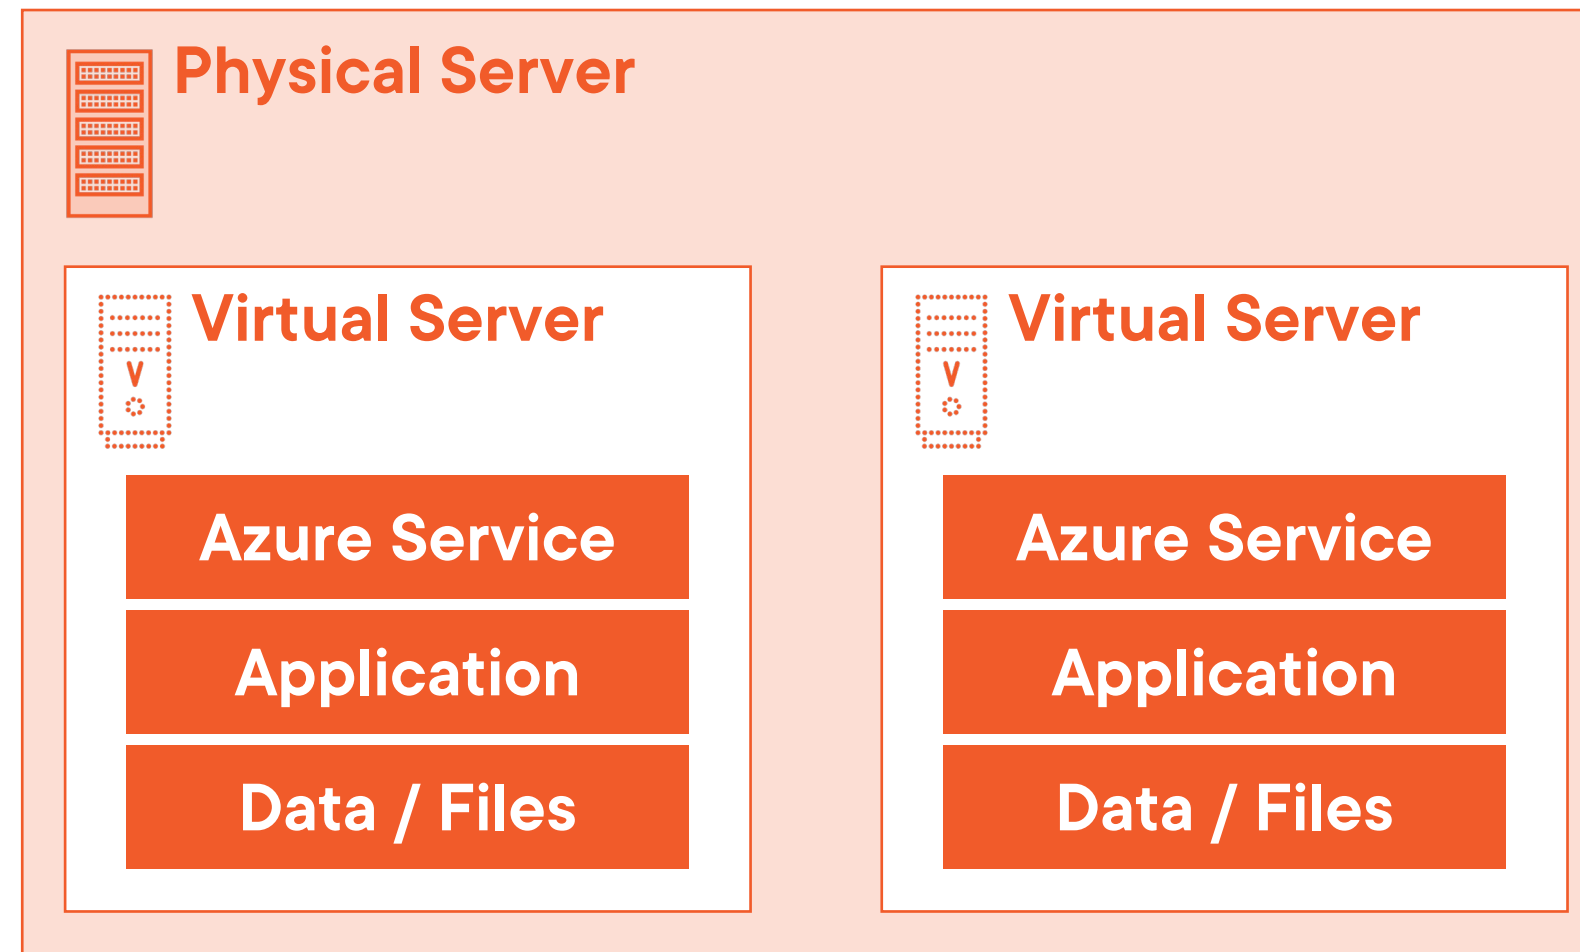 Physical Server
Virtual Server
Azure Service
Application
Data / Files
Virtual Server
Azure Service
Application
Data / Files